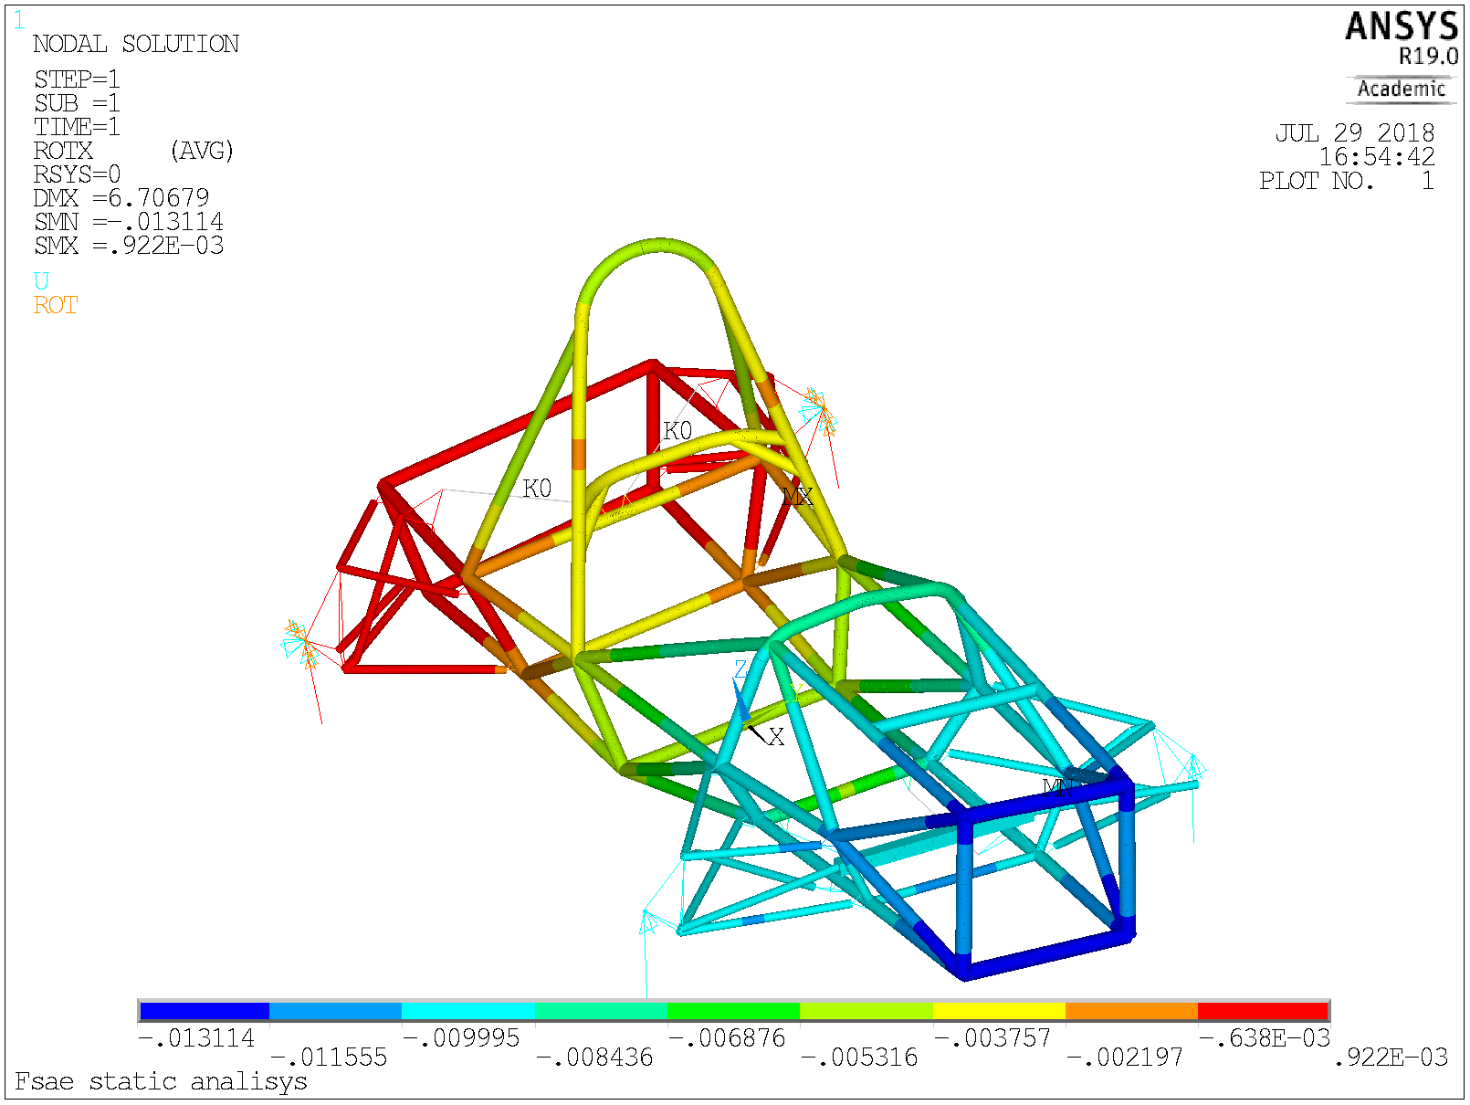 1
NODAL SOLUTION
STEP=1
SUB =1
TIME=1
ROTX (AVG)
RSYS=0
DMX =6.70679
SMN =-.013114
SMX =.922E-03
U
ROT
ANSYS
R19.0
Academic
JUL 29 2018
16:54:42
PLOT NO. 1
K0
K0
MX
Z
Y
X
MN
-.013114
-.011555
-.009995
-.008436
-.006876
-.005316
-.003757
-.002197
-.638E-03
.922E-03
Fsae static analisys